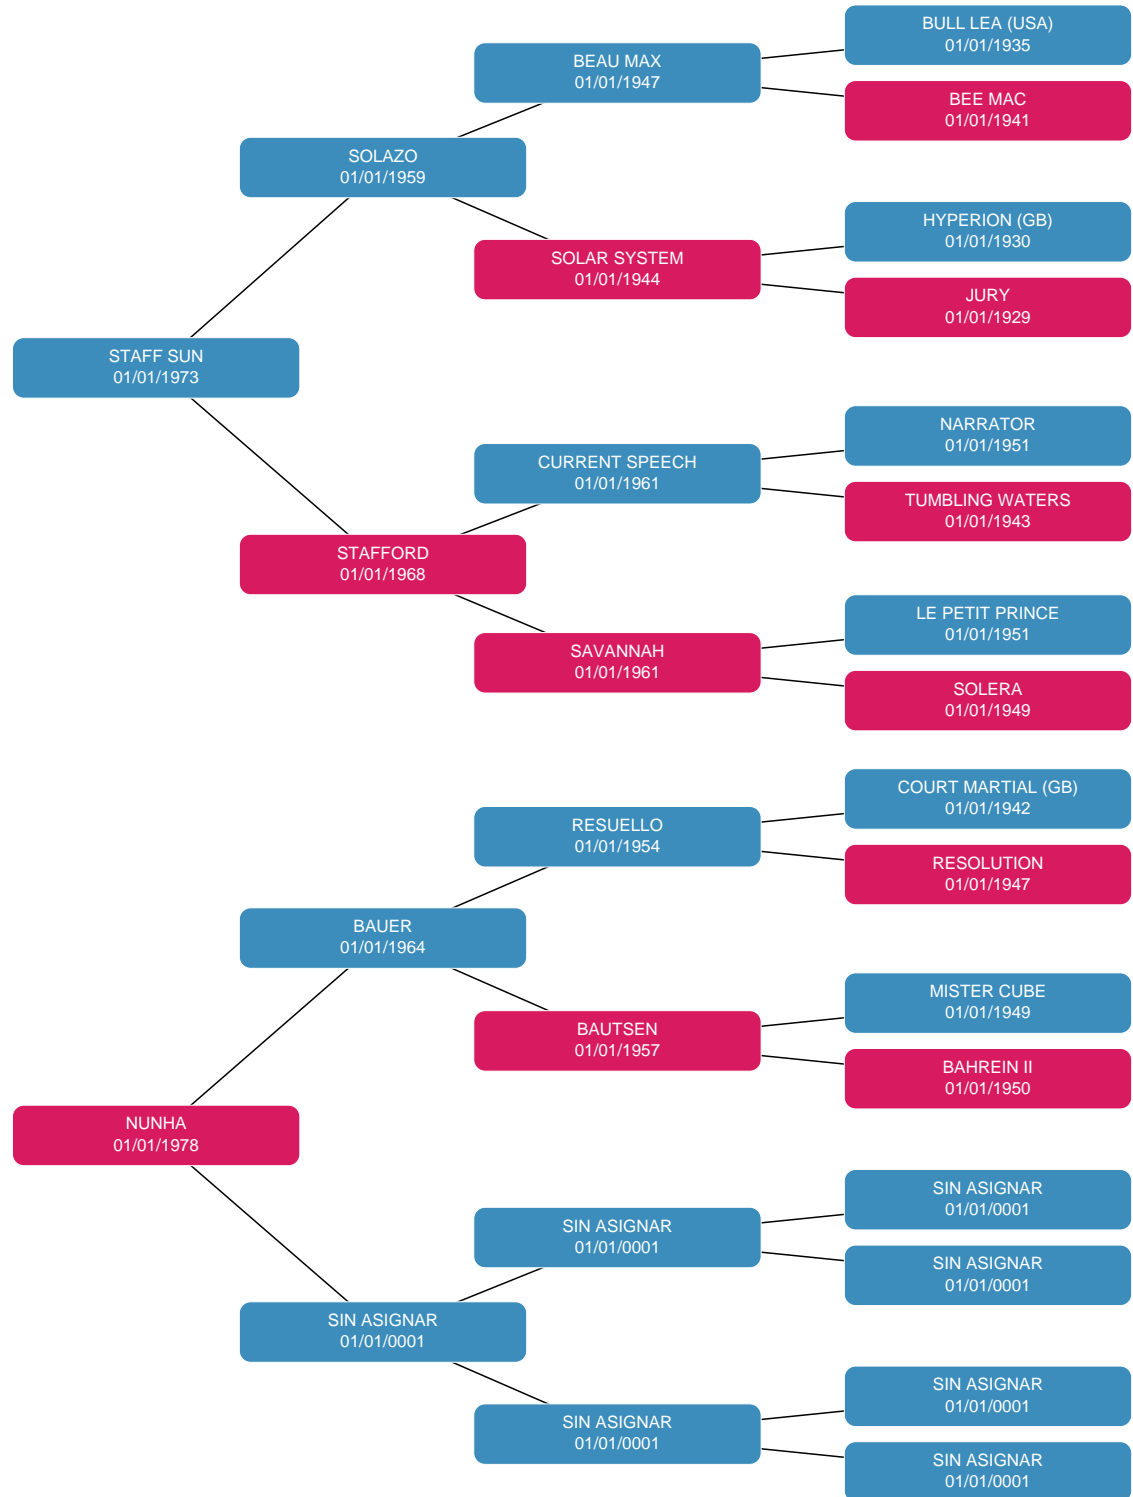 BULL LEA (USA)
01/01/1935
BEAU MAX
01/01/1947
BEE MAC
01/01/1941
SOLAZO
01/01/1959
HYPERION (GB)
01/01/1930
SOLAR SYSTEM
01/01/1944
JURY
01/01/1929
STAFF SUN
01/01/1973
NARRATOR
01/01/1951
CURRENT SPEECH
01/01/1961
TUMBLING WATERS
01/01/1943
STAFFORD
01/01/1968
LE PETIT PRINCE
01/01/1951
SAVANNAH
01/01/1961
SOLERA
01/01/1949
COURT MARTIAL (GB)
01/01/1942
RESUELLO
01/01/1954
RESOLUTION
01/01/1947
BAUER
01/01/1964
MISTER CUBE
01/01/1949
BAUTSEN
01/01/1957
BAHREIN II
01/01/1950
NUNHA
01/01/1978
SIN ASIGNAR
01/01/0001
SIN ASIGNAR
01/01/0001
SIN ASIGNAR
01/01/0001
SIN ASIGNAR
01/01/0001
SIN ASIGNAR
01/01/0001
SIN ASIGNAR
01/01/0001
SIN ASIGNAR
01/01/0001